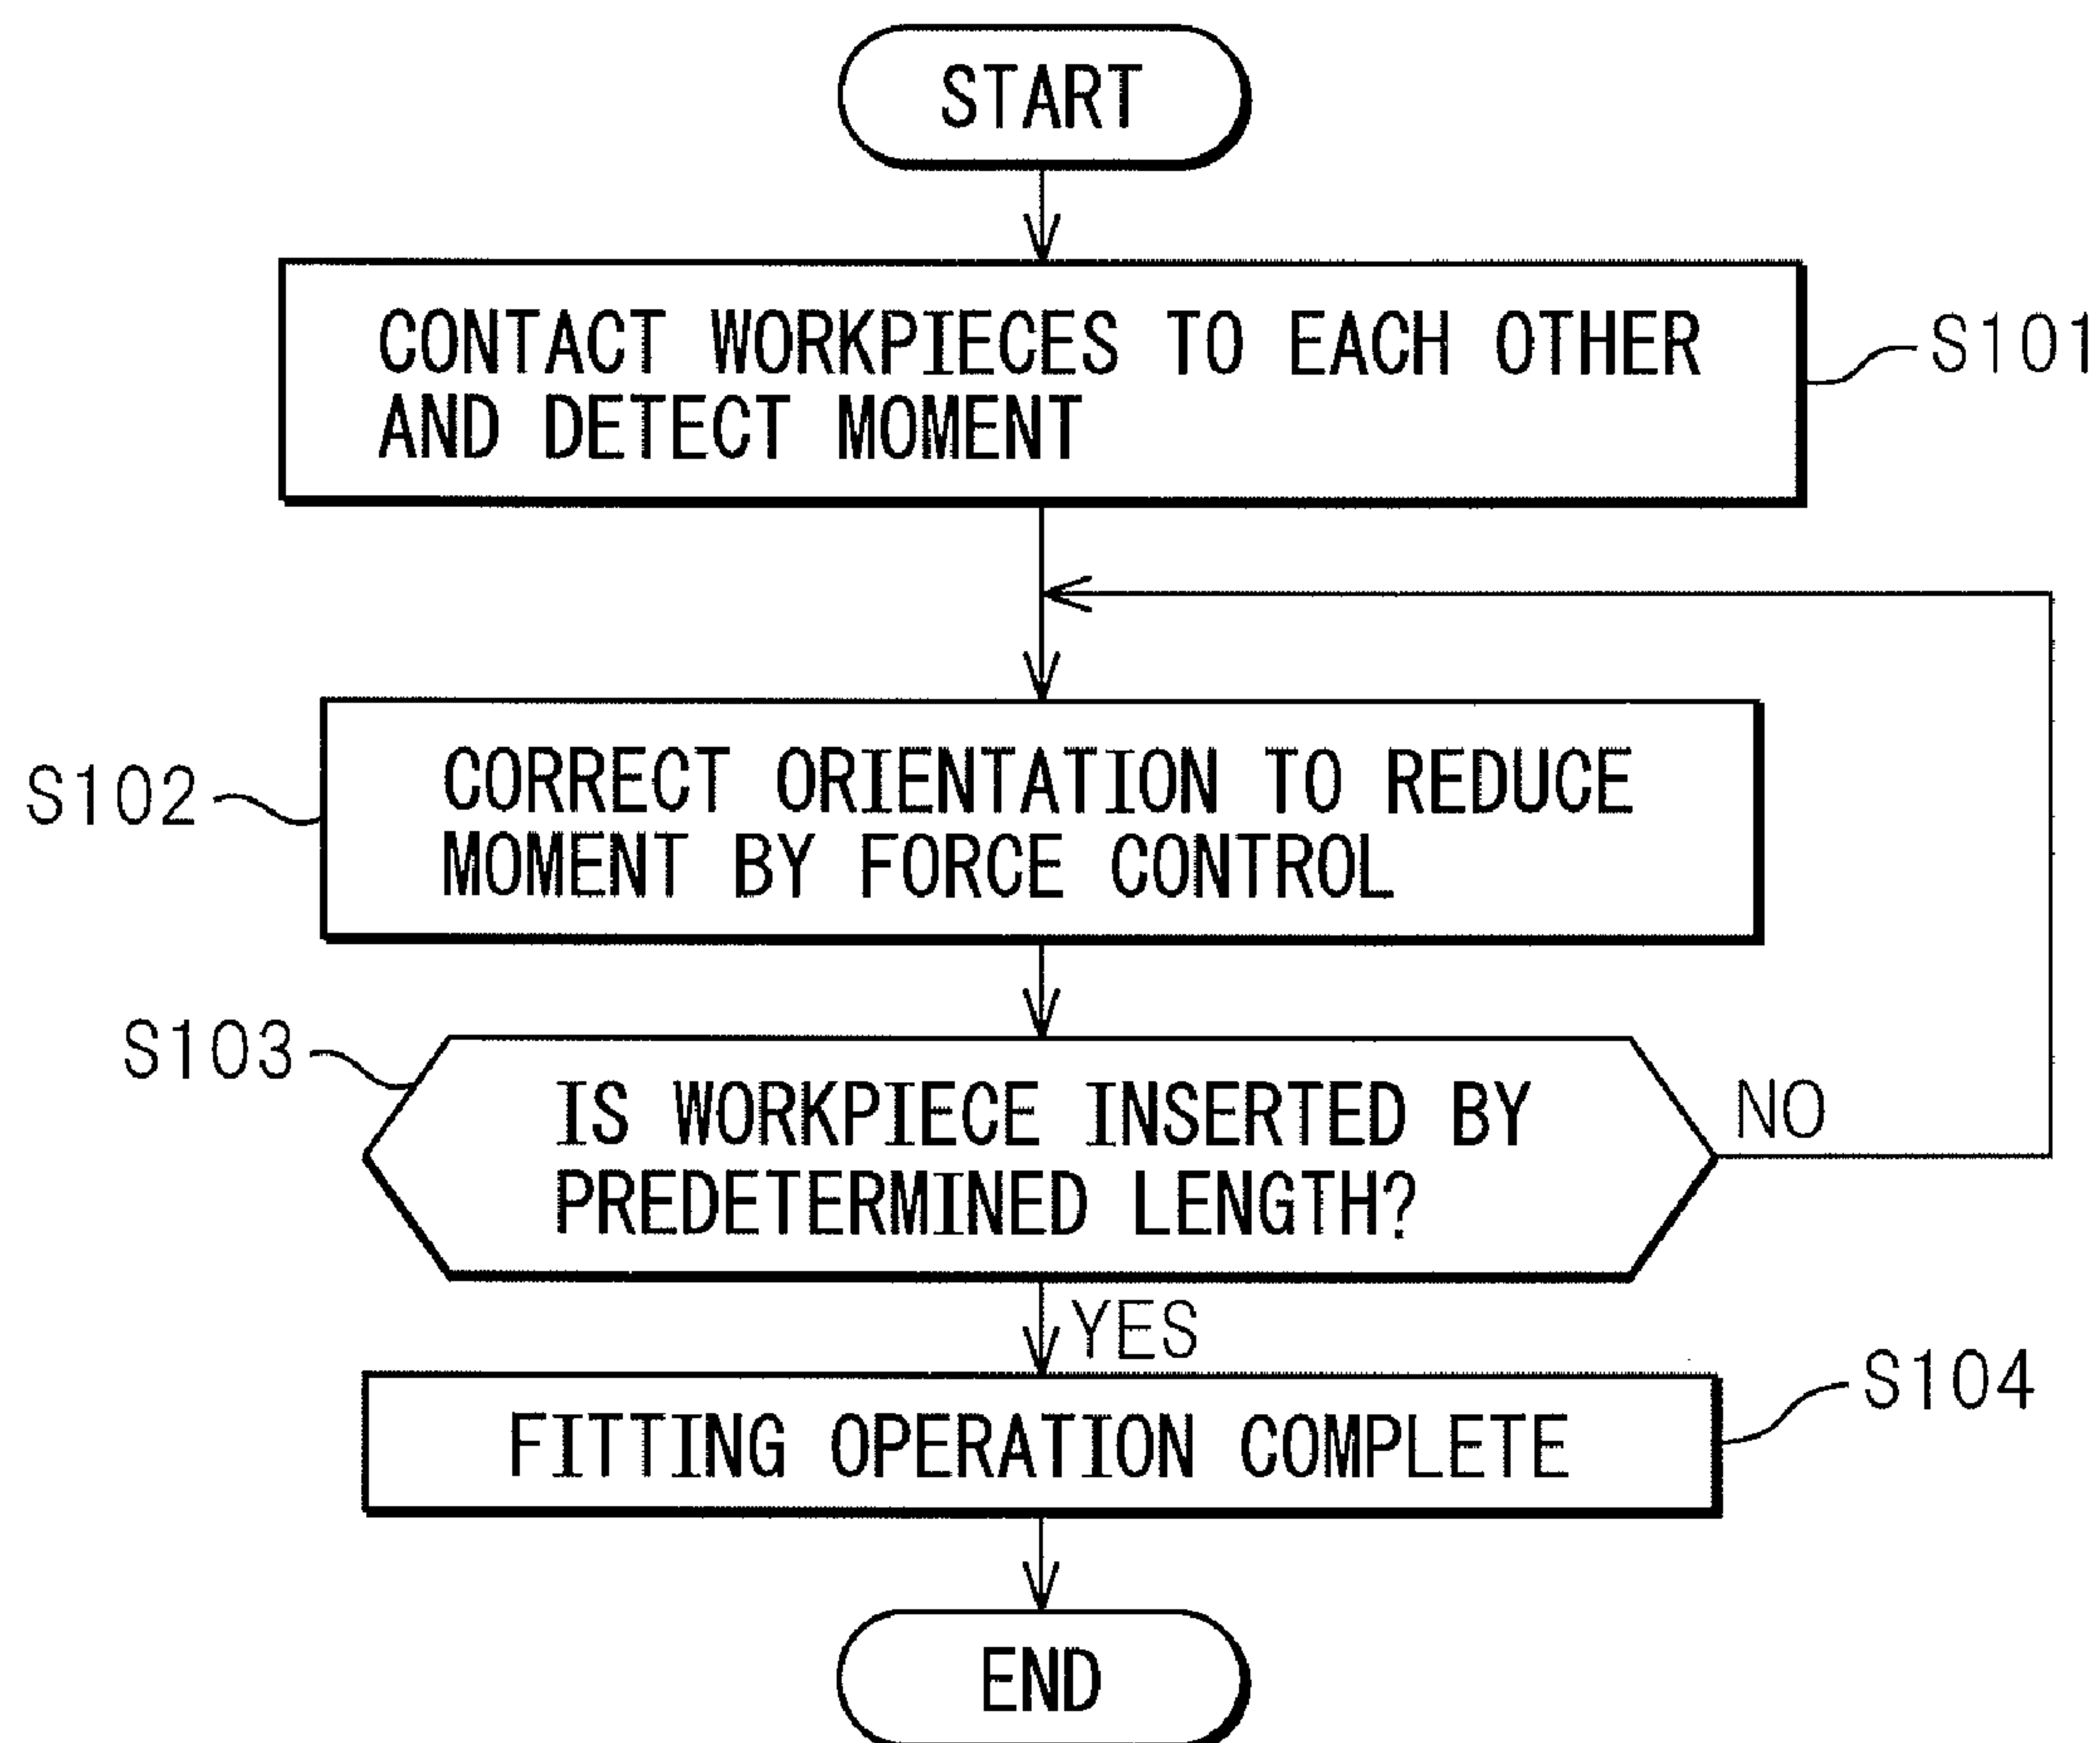 START
CONTACT WORKPIECES TO EACH OTHER
AND DETECT MOMENT
S101
CORRECT ORIENTATION TO REDUCE
MOMENT BY FORCE CONTROL
S102
S103
IS WORKPIECE INSERTED BY
PREDETERMINED LENGTH?
NO
YES
S104
FITTING OPERATION COMPLETE
END